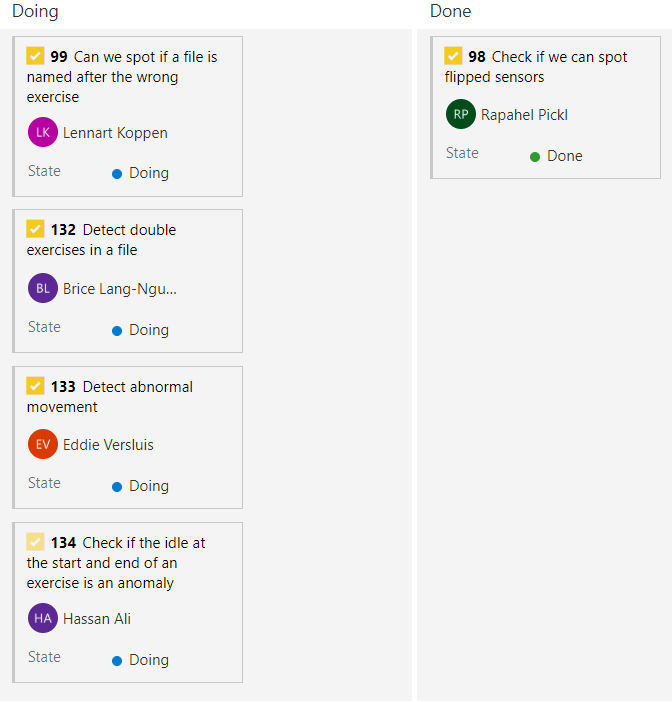 Doing
99 Can we spot if a file is
named after the wrong
exercise
LK Lennart Koppen
State Doing
132 Detect double
exercises in a file
BL Brice Lang-Ngu...
State Doing
133 Detect abnormal
movement
EV Eddie Versluis
State Doing
134 Check if the idle at
the start and end of an
exercise is an anomaly
HA Hassan Ali
State Doing
Done
98 Check if we can spot
flipped sensors
RP Rapahel Pickl
State Done